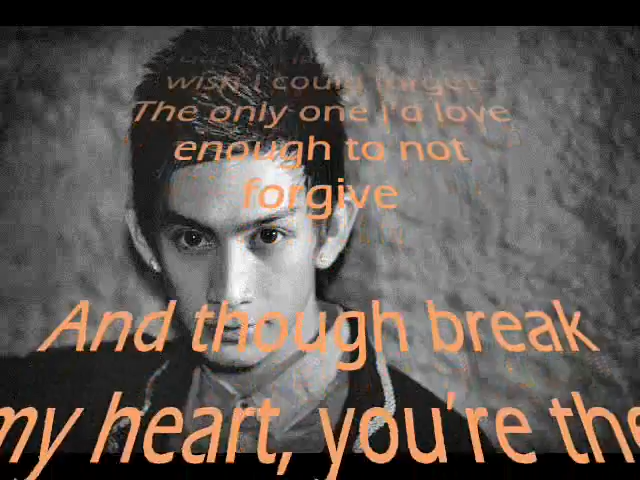 wish I could forget
The only one I'd love
enough to not
forgive
And though break
my heart, you're the